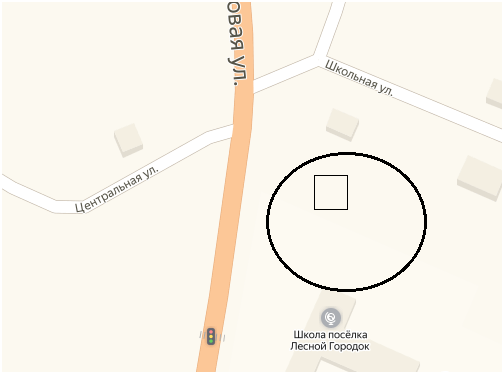 овая ул.
Школьная ул.
Центральная ул.
Школа посёлка
Лесной Городок